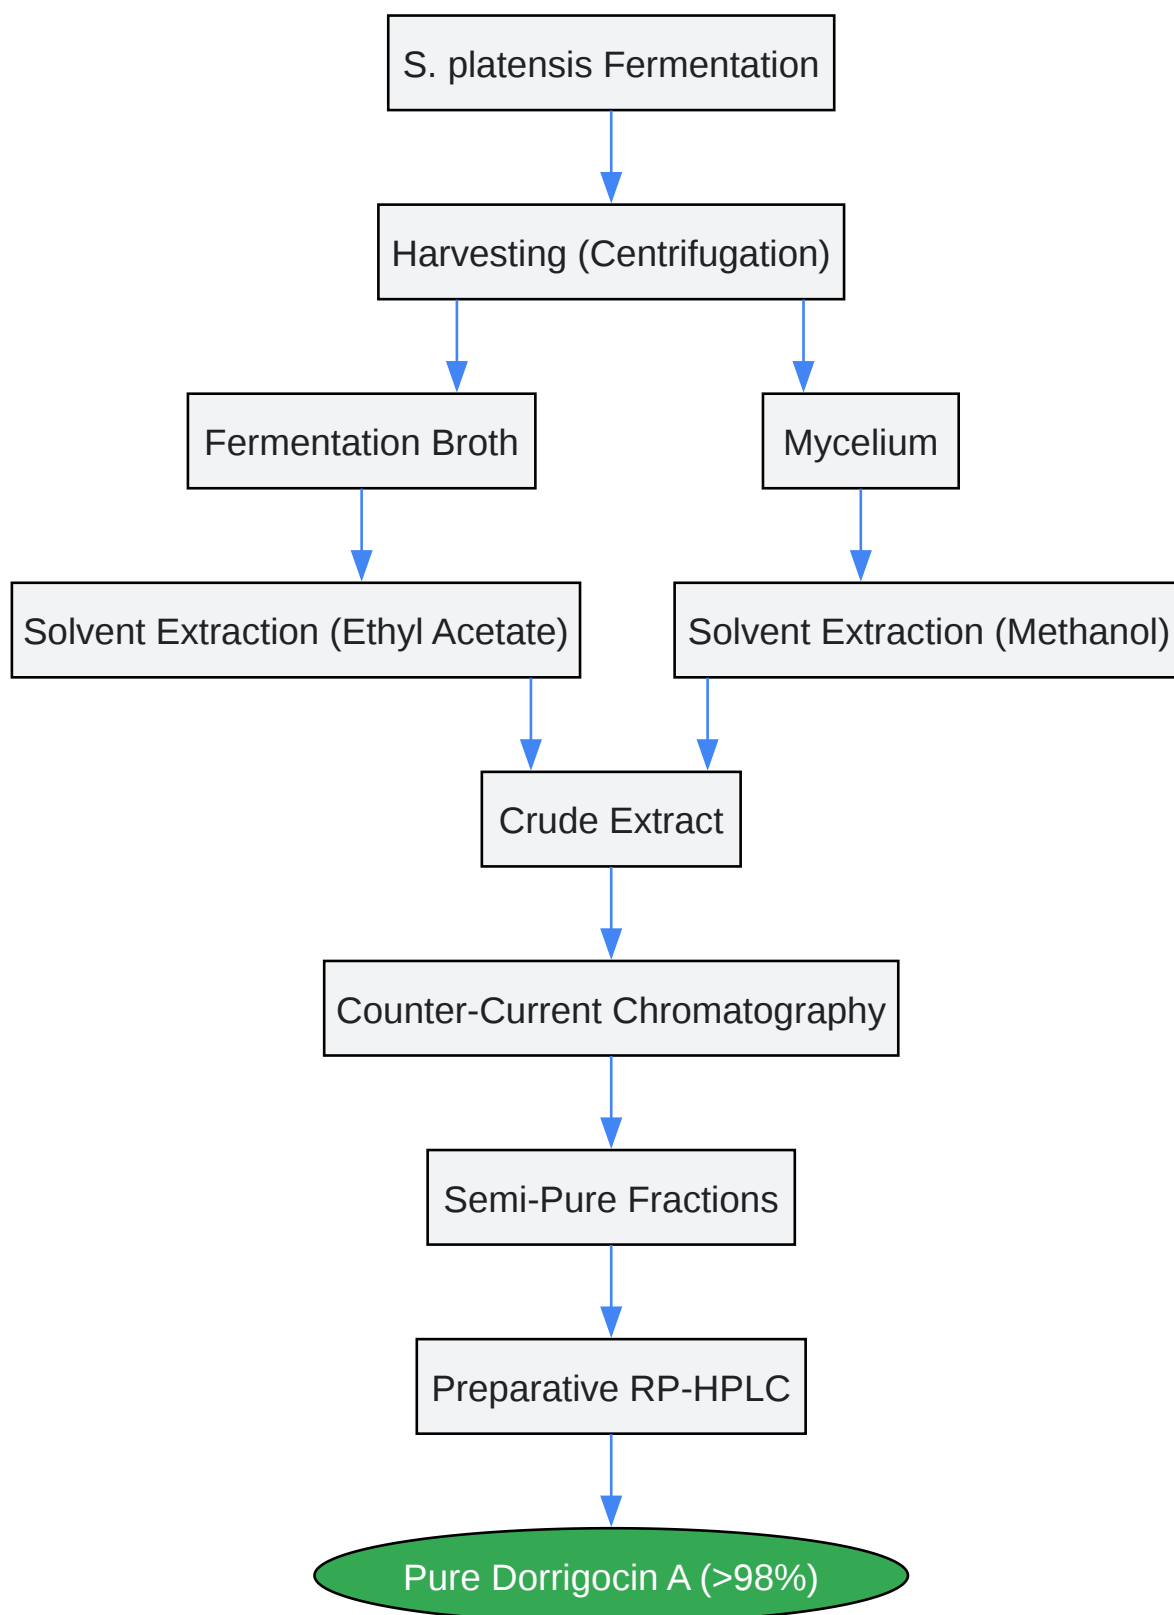 S. platensis Fermentation
Harvesting (Centrifugation)
Fermentation Broth
Mycelium
Solvent Extraction (Ethyl Acetate)
Solvent Extraction (Methanol)
Crude Extract
Counter-Current Chromatography
Semi-Pure Fractions
Preparative RP-HPLC
Pure Dorrigocin A (>98%)